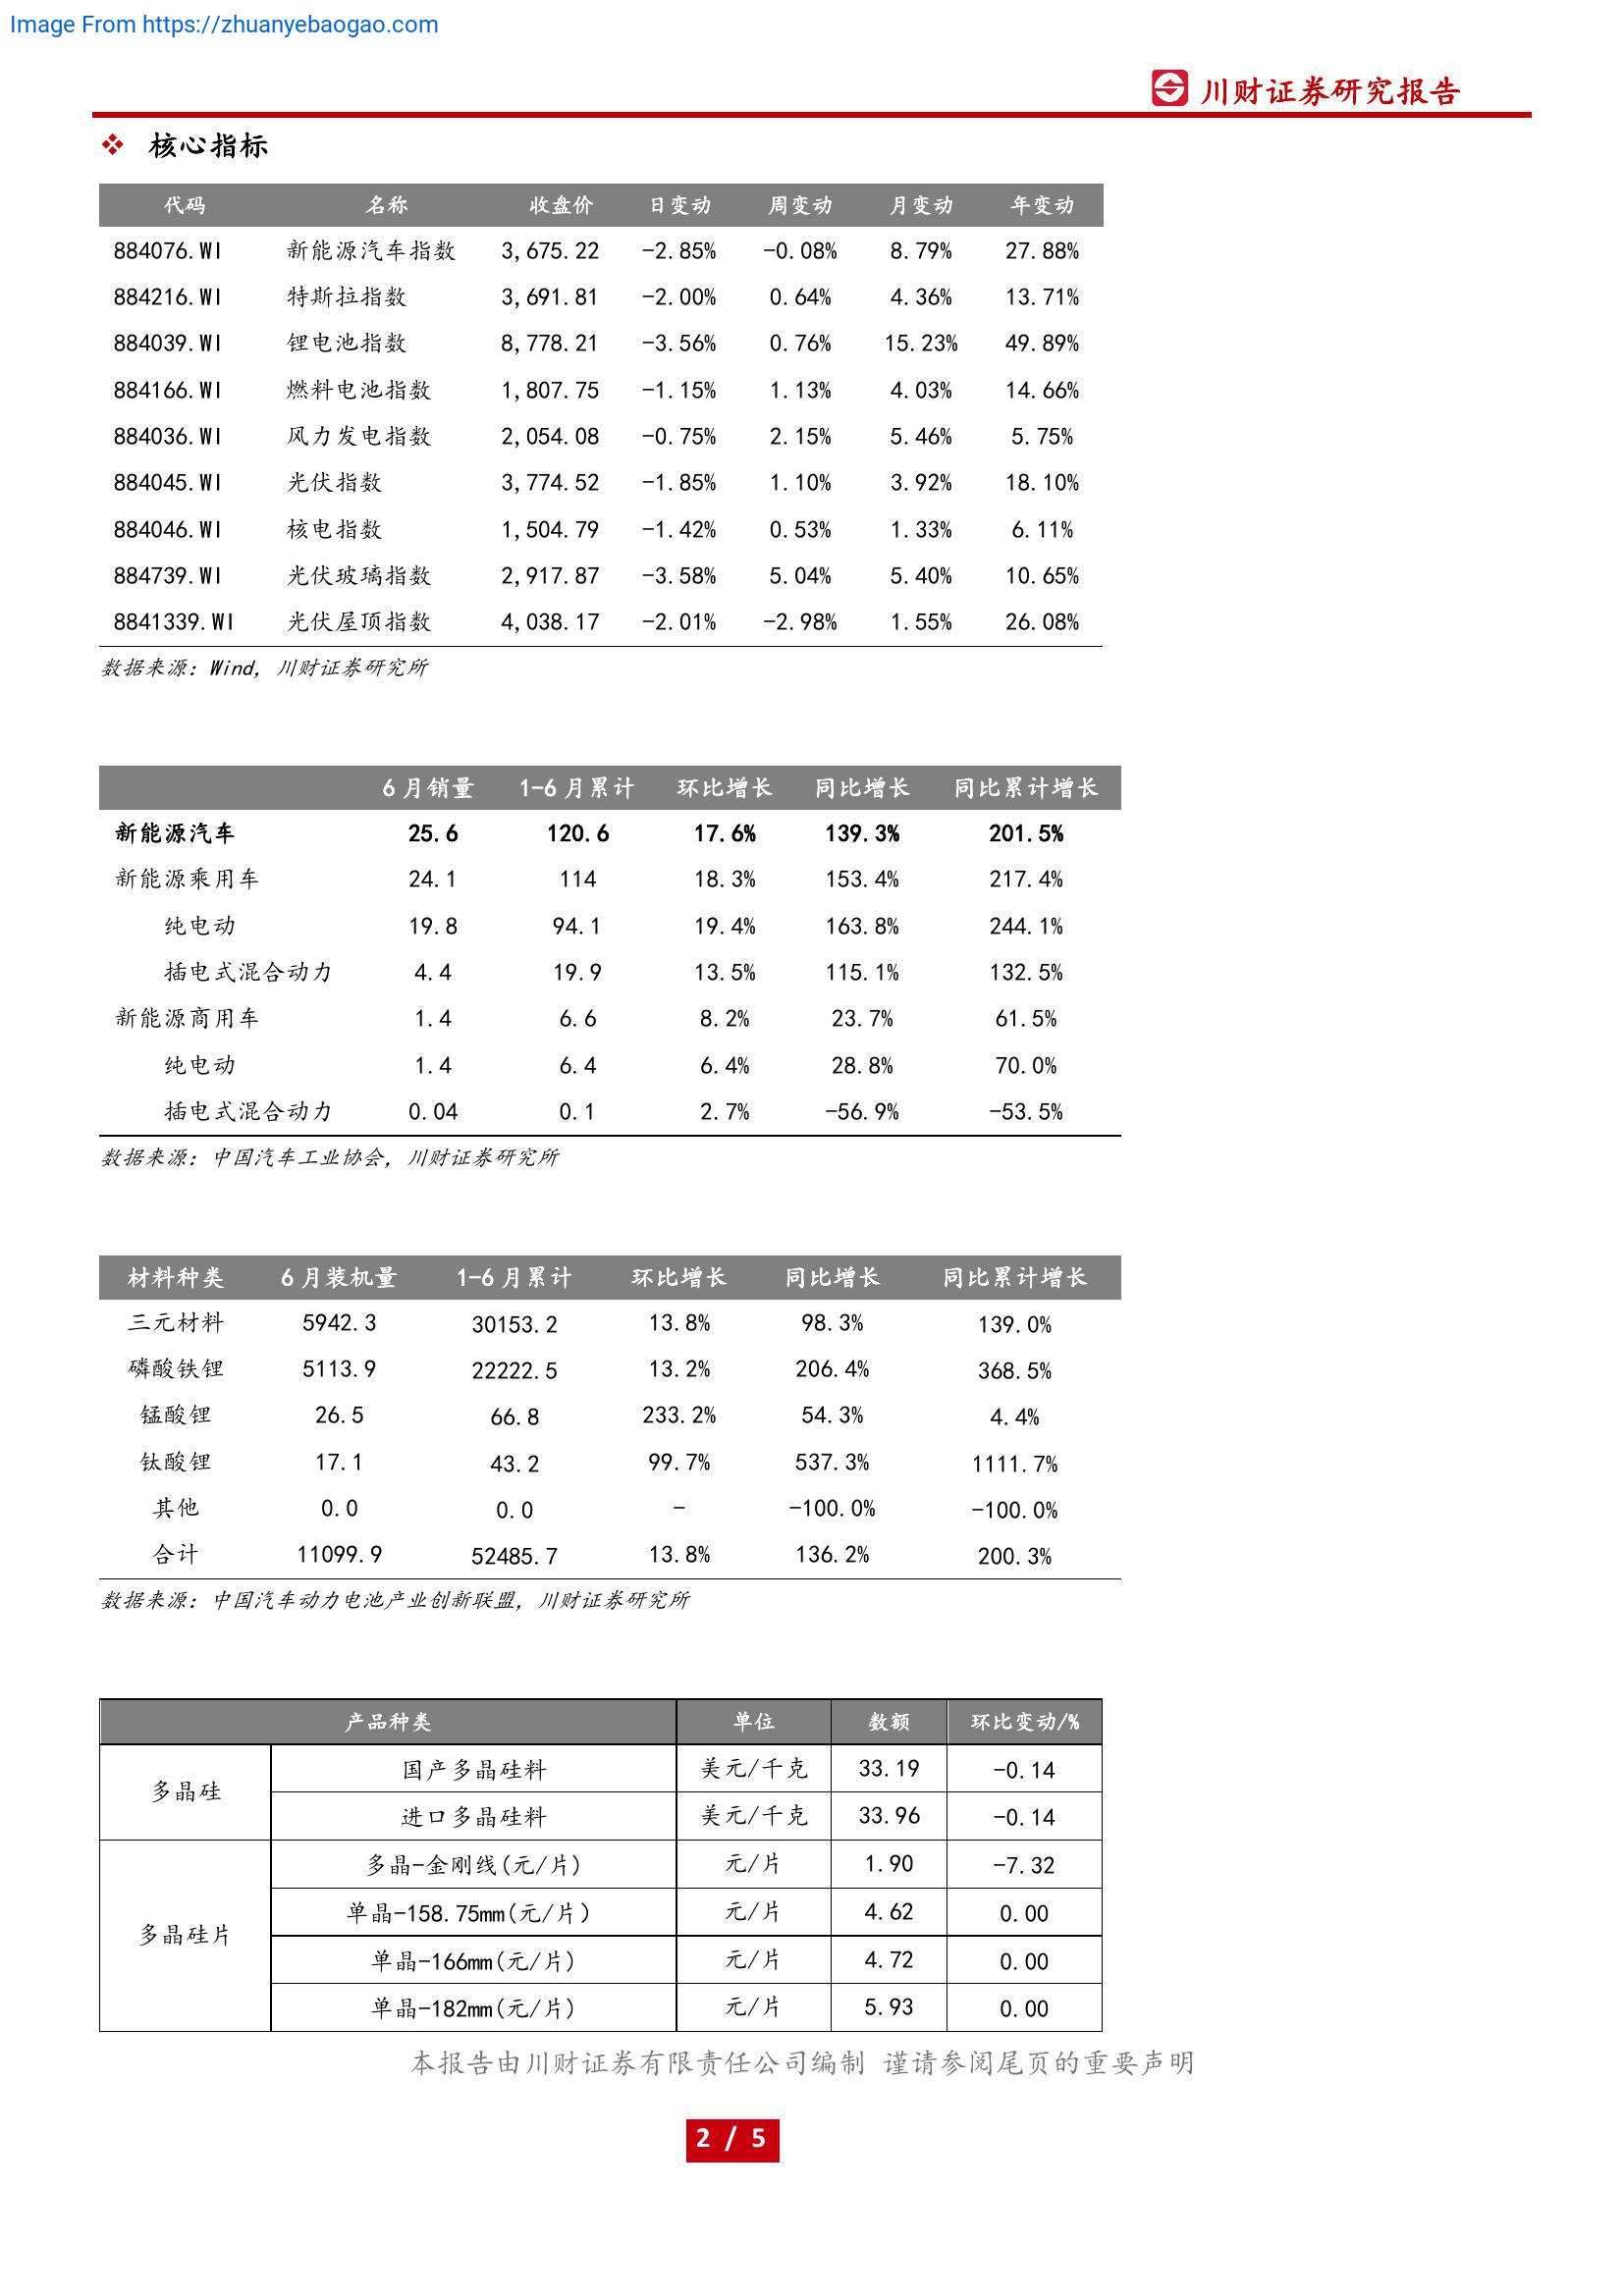 Image From https://zhuanyebaogao.com
川财证券研究报告
核心指标
代码 名称 收盘价 日变动 周变动 月变动 年变动
884076.WI 新能源汽车指数 3,675.22 -2.85% -0.08% 8.79% 27.88%
884216.WI 特斯拉指数 3,691.81 -2.00% 0.64% 4.36% 13.71%
884039.WI 锂电池指数 8,778.21 -3.56% 0.76% 15.23% 49.89%
884166.WI 燃料电池指数 1,807.75 -1.15% 1.13% 4.03% 14.66%
884036.WI 风力发电指数 2,054.08 -0.75% 2.15% 5.46% 5.75%
884045.WI 光伏指数 3,774.52 -1.85% 1.10% 3.92% 18.10%
884046.WI 核电指数 1,504.79 -1.42% 0.53% 1.33% 6.11%
884739.WI 光伏玻璃指数 2,917.87 -3.58% 5.04% 5.40% 10.65%
8841339.WI 光伏屋顶指数 4,038.17 -2.01% -2.98% 1.55% 26.08%
数据来源：Wind，川财证券研究所
6 月销量 1-6 月累计 环比增长 同比增长 同比累计增长
新能源汽车 25.6 120.6 17.6% 139.3% 201.5%
新能源乘用车 24.1 114 18.3% 153.4% 217.4%
纯电动 19.8 94.1 19.4% 163.8% 244.1%
插电式混合动力 4.4 19.9 13.5% 115.1% 132.5%
新能源商用车 1.4 6.6 8.2% 23.7% 61.5%
纯电动 1.4 6.4 6.4% 28.8% 70.0%
插电式混合动力 0.04 0.1 2.7% -56.9% -53.5%
数据来源：中国汽车工业协会，川财证券研究所
材料种类 6 月装机量 1-6 月累计 环比增长 同比增长 同比累计增长
三元材料 5942.3 30153.2 13.8% 98.3% 139.0%
磷酸铁锂 5113.9 22222.5 13.2% 206.4% 368.5%
锰酸锂 26.5 66.8 233.2% 54.3% 4.4%
钛酸锂 17.1 43.2 99.7% 537.3% 1111.7%
其他 0.0 0.0 - -100.0% -100.0%
合计 11099.9 52485.7 13.8% 136.2% 200.3%
数据来源：中国汽车动力电池产业创新联盟，川财证券研究所
产品种类 单位 数额 环比变动/%
多晶硅 国产多晶硅料 美元/千克 33.19 -0.14
进口多晶硅料 美元/千克 33.96 -0.14
多晶硅片 多晶-金刚线(元/片) 元/片 1.90 -7.32
单晶-158.75mm(元/片) 元/片 4.62 0.00
单晶-166mm(元/片) 元/片 4.72 0.00
单晶-182mm(元/片) 元/片 5.93 0.00
本报告由川财证券有限责任公司编制 谨请参阅尾页的重要声明
2 / 5